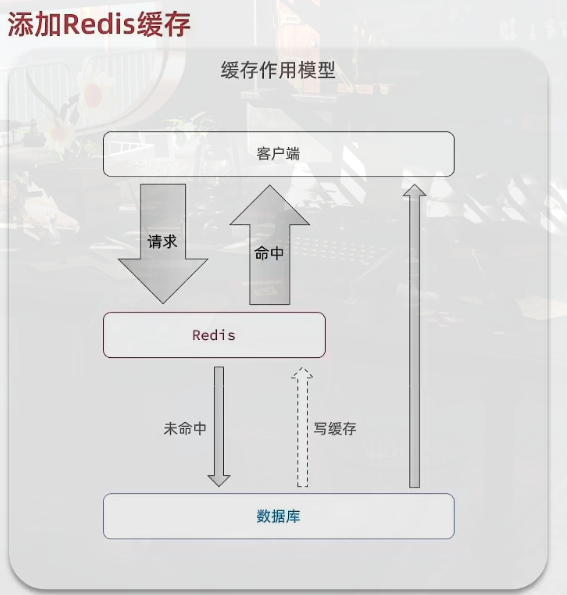 添加Redis缓存
缓存作用模型
客户端
请求
命中
Redis
未命中
写缓存
数据库